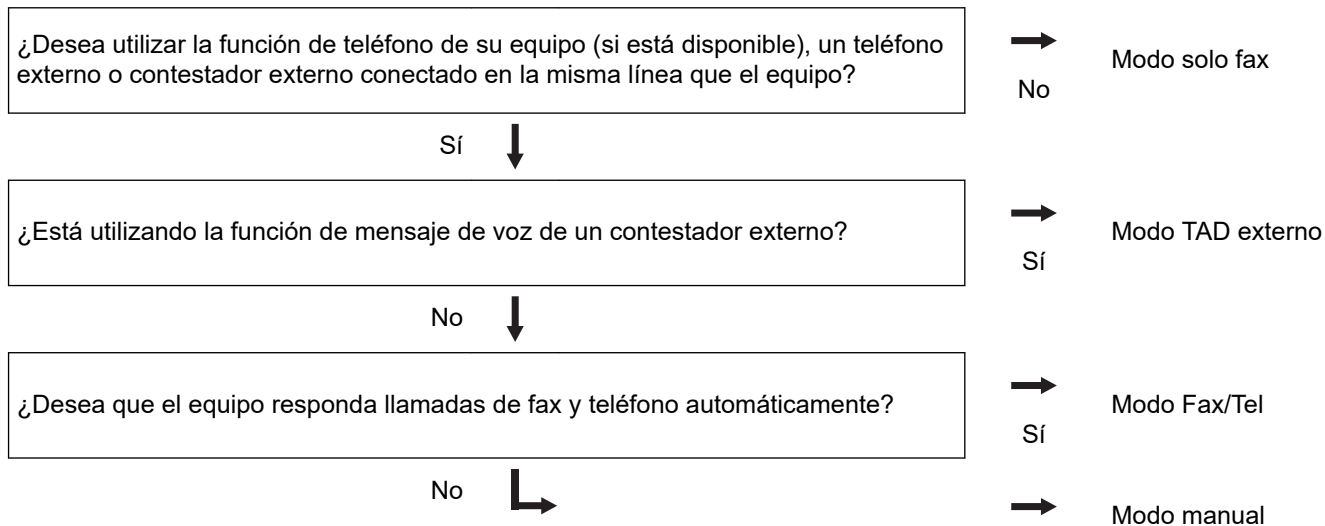 ¿Desea utilizar la función de teléfono de su equipo (si está disponible), un teléfono
externo o contestador externo conectado en la misma línea que el equipo?
No
Modo solo fax
Sí
¿Está utilizando la función de mensaje de voz de un contestador externo?
Sí
Modo TAD externo
No
¿Desea que el equipo responda llamadas de fax y teléfono automáticamente?
Sí
Modo Fax/Tel
No
Modo manual